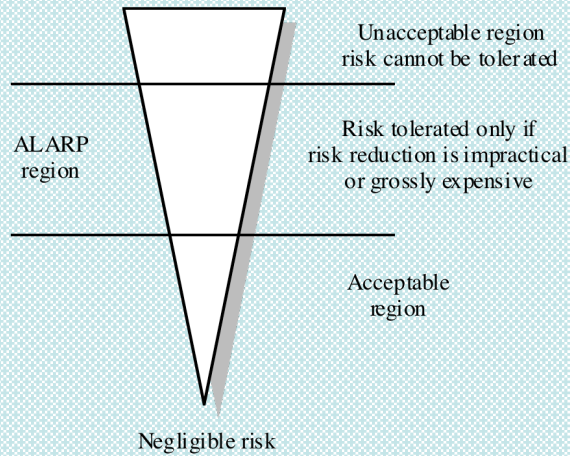 Unacceptable region
risk cannot be tolerated
ALARP
region
Risk tolerated only if
risk reduction is impractical
or grossly expensive
Acceptable
region
Negligible risk